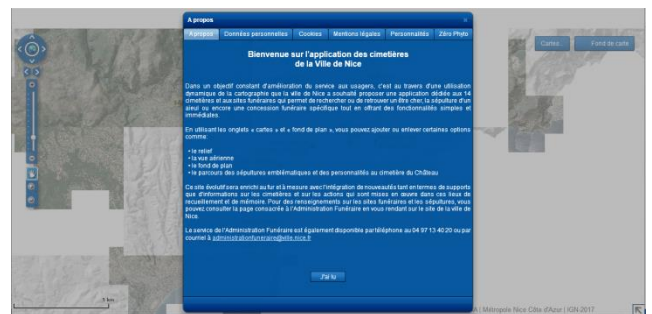 A propos
A propos Données personnelles Cookies Mentions légales Personnalités Zéro Phyto
Cartes Fond de carte
Bienvenue sur l'application des cimetières
de la Ville de Nice
Dans un objectif constant d'amélioration du service aux usagers, c'est au travers d'une utilisation
dynamique de la cartographie que la ville de Nice a souhaité proposer une application dédiée aux 14
cimetières et aux sites funéraires qui permet de rechercher ou de retrouver un être cher, la sépulture d'un
aïeul ou encore une concession funéraire spécifique tout en offrant des fonctionnalités simples et
immédiates.
En utilisant les onglets « cartes » et « fond de plan », vous pouvez ajouter ou enlever certaines options
comme:
• le relief
• la vue aérienne
• le fond de plan
• le parcours des sépultures emblématiques et des personnalités au cimetière du Château
Ce site évolutif sera enrichi au fur et à mesure avec l'intégration de nouveautés tant en termes de supports
que d'informations sur les cimetières et sur les actions qui sont mises en œuvre dans ces lieux de
recueillement et de mémoire. Pour des renseignements sur les sites funéraires et les sépultures, vous
pouvez consulter la page consacrée à l'Administration Funéraire en vous rendant sur le site de la ville de
Nice.
Le service de l'Administration Funéraire est également disponible par téléphone au 04 97 13 40 20 ou par
courriel à administrationfuneraire@ville.nice.fr
J'ai lu
5 km
| Métropole Nice Côte d'Azur | IGN 2017